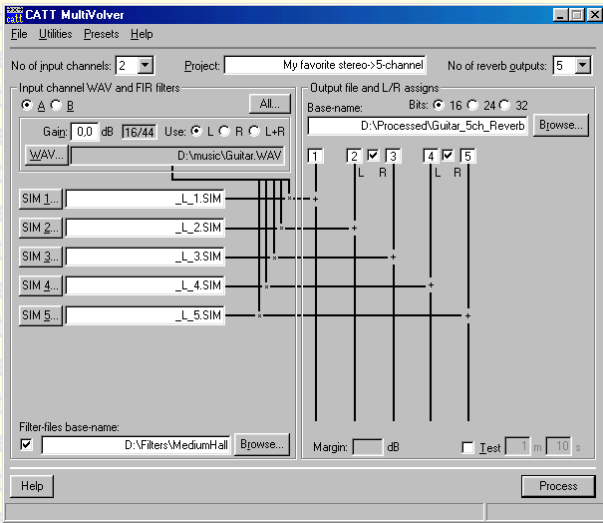 catt CATT MultiVolver
File Utilities Presets Help
No of input channels: 2 Project: My favorite stereo->5-channel No of reverb outputs: 5
Input channel WAV and FIR filters
A B All...
Gain: 0,0 dB 16/44 Use: L R L+R
WAV... D:\music\Guitar.WAV
SIM 1... _L_1.SIM
SIM 2... _L_2.SIM
SIM 3... _L_3.SIM
SIM 4... _L_4.SIM
SIM 5... _L_5.SIM
Filter-files base-name:
D:\Filters\MediumHall Browse...
Output file and L/R assigns
Base-name: Bits: 16 24 32
D:\Processed\Guitar_5ch_Reverb Browse...
1 2 3 4 5
L R L R
Margin: dB Test 1 m 10 s
Help Process